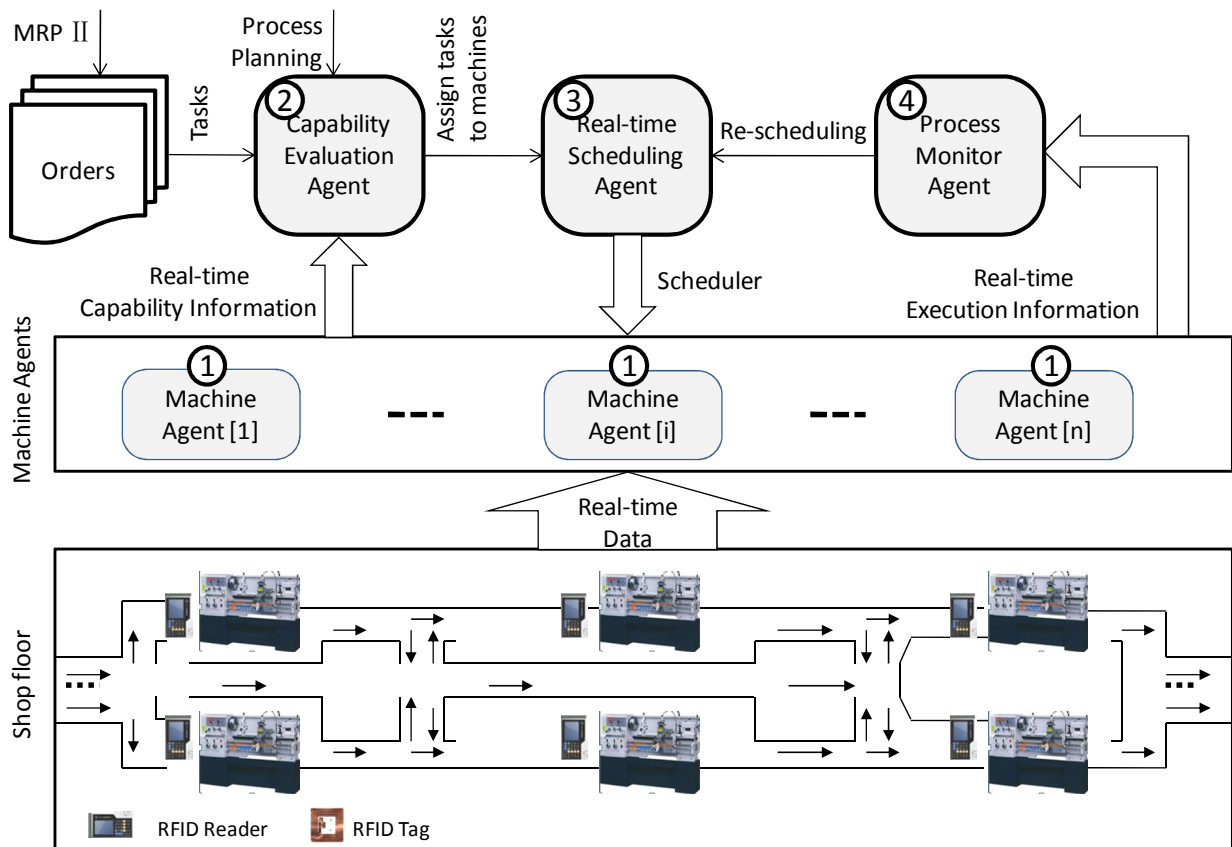 MRP Ⅱ
Process
Planning
Orders
Tasks
②
Capability
Evaluation
Agent
Assign tasks
to machines
③
Real-time
Scheduling
Agent
Re-scheduling
④
Process
Monitor
Agent
Real-time
Capability Information
Scheduler
Real-time
Execution Information
Machine Agents
①
Machine
Agent [1]
①
Machine
Agent [i]
①
Machine
Agent [n]
Real-time
Data
Shop floor
RFID Reader
RFID Tag